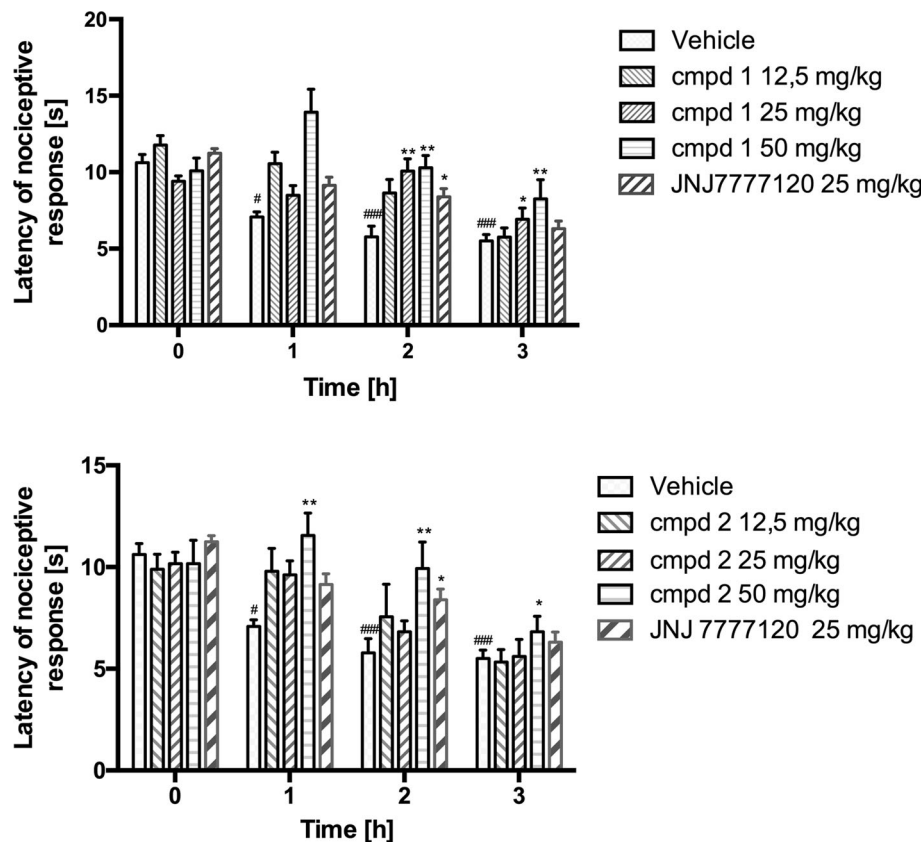 20
15
10
5
0
Latency of nociceptive
response [s]
#
###
**
**
*
###
*
**
0
1
2
3
Time [h]
Vehicle
cmpd 1 12,5 mg/kg
cmpd 1 25 mg/kg
cmpd 1 50 mg/kg
JNJ7777120 25 mg/kg
15
10
5
0
Latency of nociceptive
response [s]
#
**
###
**
*
###
*
0
1
2
3
Time [h]
Vehicle
cmpd 2 12,5 mg/kg
cmpd 2 25 mg/kg
cmpd 2 50 mg/kg
JNJ 7777120 25 mg/kg